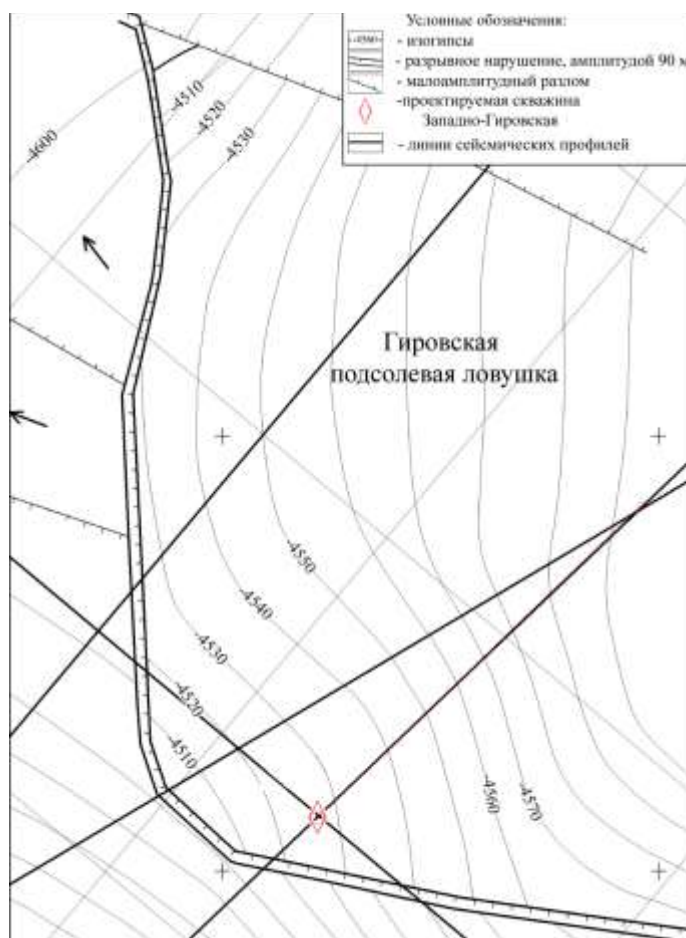 Условные обозначения:
-4560
- изогипсы
- разрывное нарушение, амплитудой 90 м
- малоамплитудный разлом
-проектируемая скважина
Западно-Гировская
- линии сейсмических профилей
-4510
-4520
-4530
-4600
Гировская
подсолевая ловушка
-4550
-4540
-4530
-4520
-4510
-4560
-4570